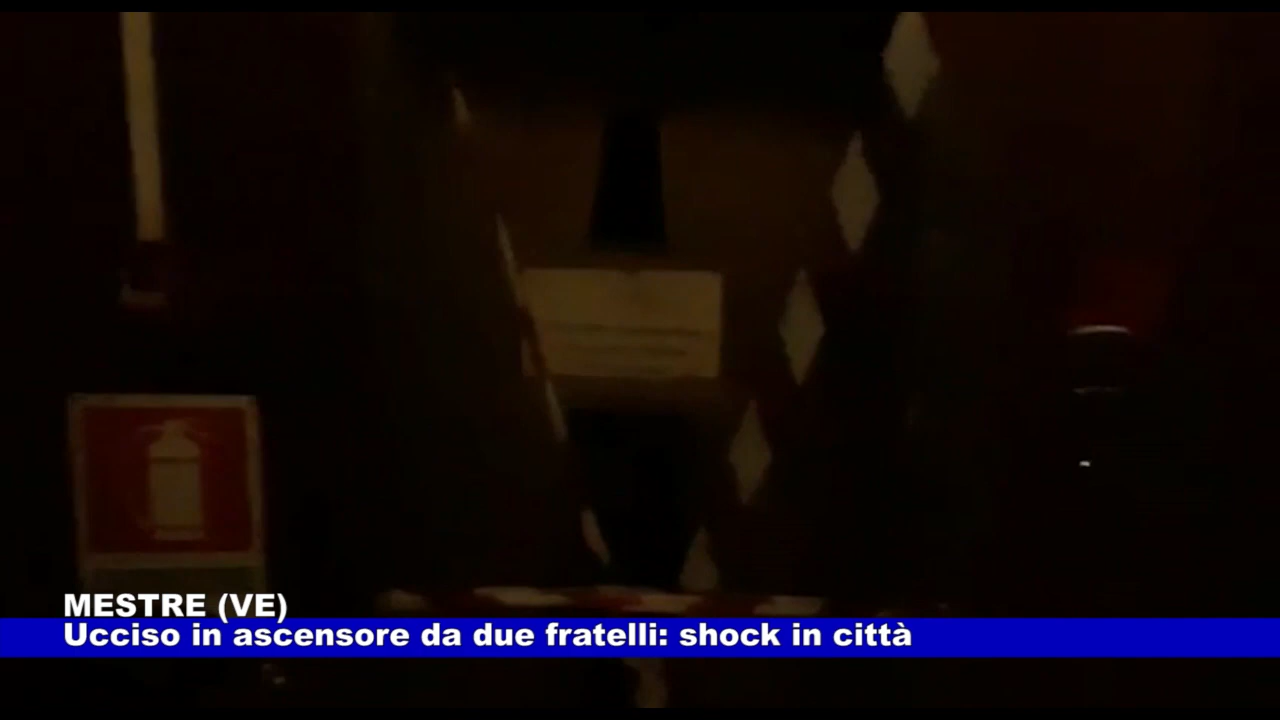 MESTRE (VE)
Ucciso in ascensore da due fratelli: shock in città